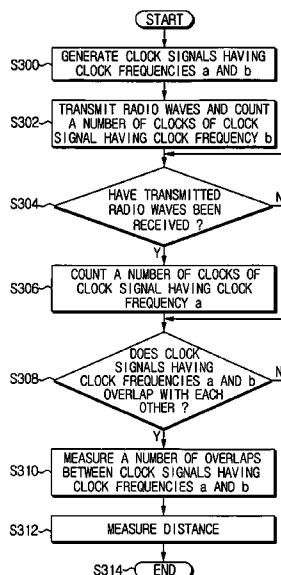 START
S300
GENERATE CLOCK SIGNALS HAVING
CLOCK FREQUENCIES a AND b
S302
TRANSMIT RADIO WAVES AND COUNT
A NUMBER OF CLOCKS OF CLOCK
SIGNAL HAVING CLOCK FREQUENCY b
S304
HAVE TRANSMITTED
RADIO WAVES BEEN
RECEIVED ?
N
Y
S306
COUNT A NUMBER OF CLOCKS OF
CLOCK SIGNAL HAVING CLOCK
FREQUENCY a
S308
DOES CLOCK
SIGNALS HAVING
CLOCK FREQUENCIES a AND b
OVERLAP WITH EACH
OTHER ?
N
Y
S310
MEASURE A NUMBER OF OVERLAPS
BETWEEN CLOCK SIGNALS HAVING
CLOCK FREQUENCIES a AND b
S312
MEASURE DISTANCE
S314
END